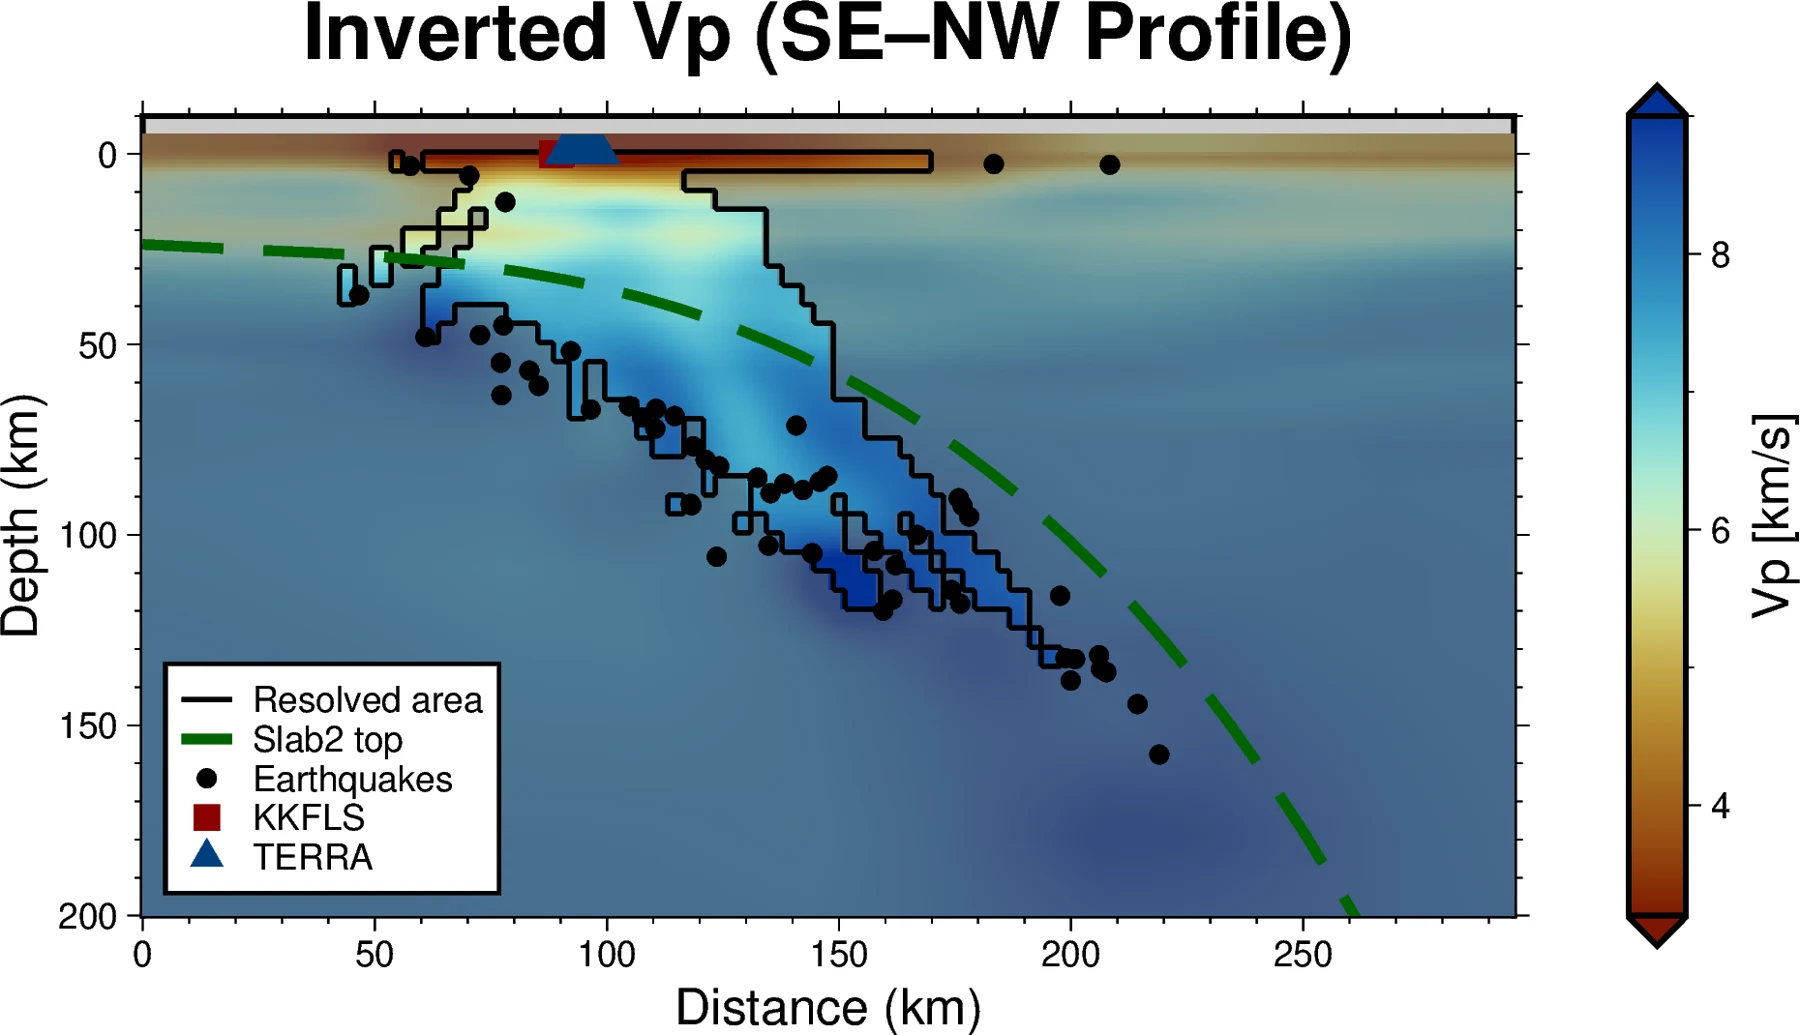 Inverted Vp (SE–NW Profile)
0
50
100
150
200
Depth (km)
0
50
100
150
200
250
Distance (km)
Resolved area
Slab2 top
Earthquakes
KKFLS
TERRA
8
6
4
Vp [km/s]